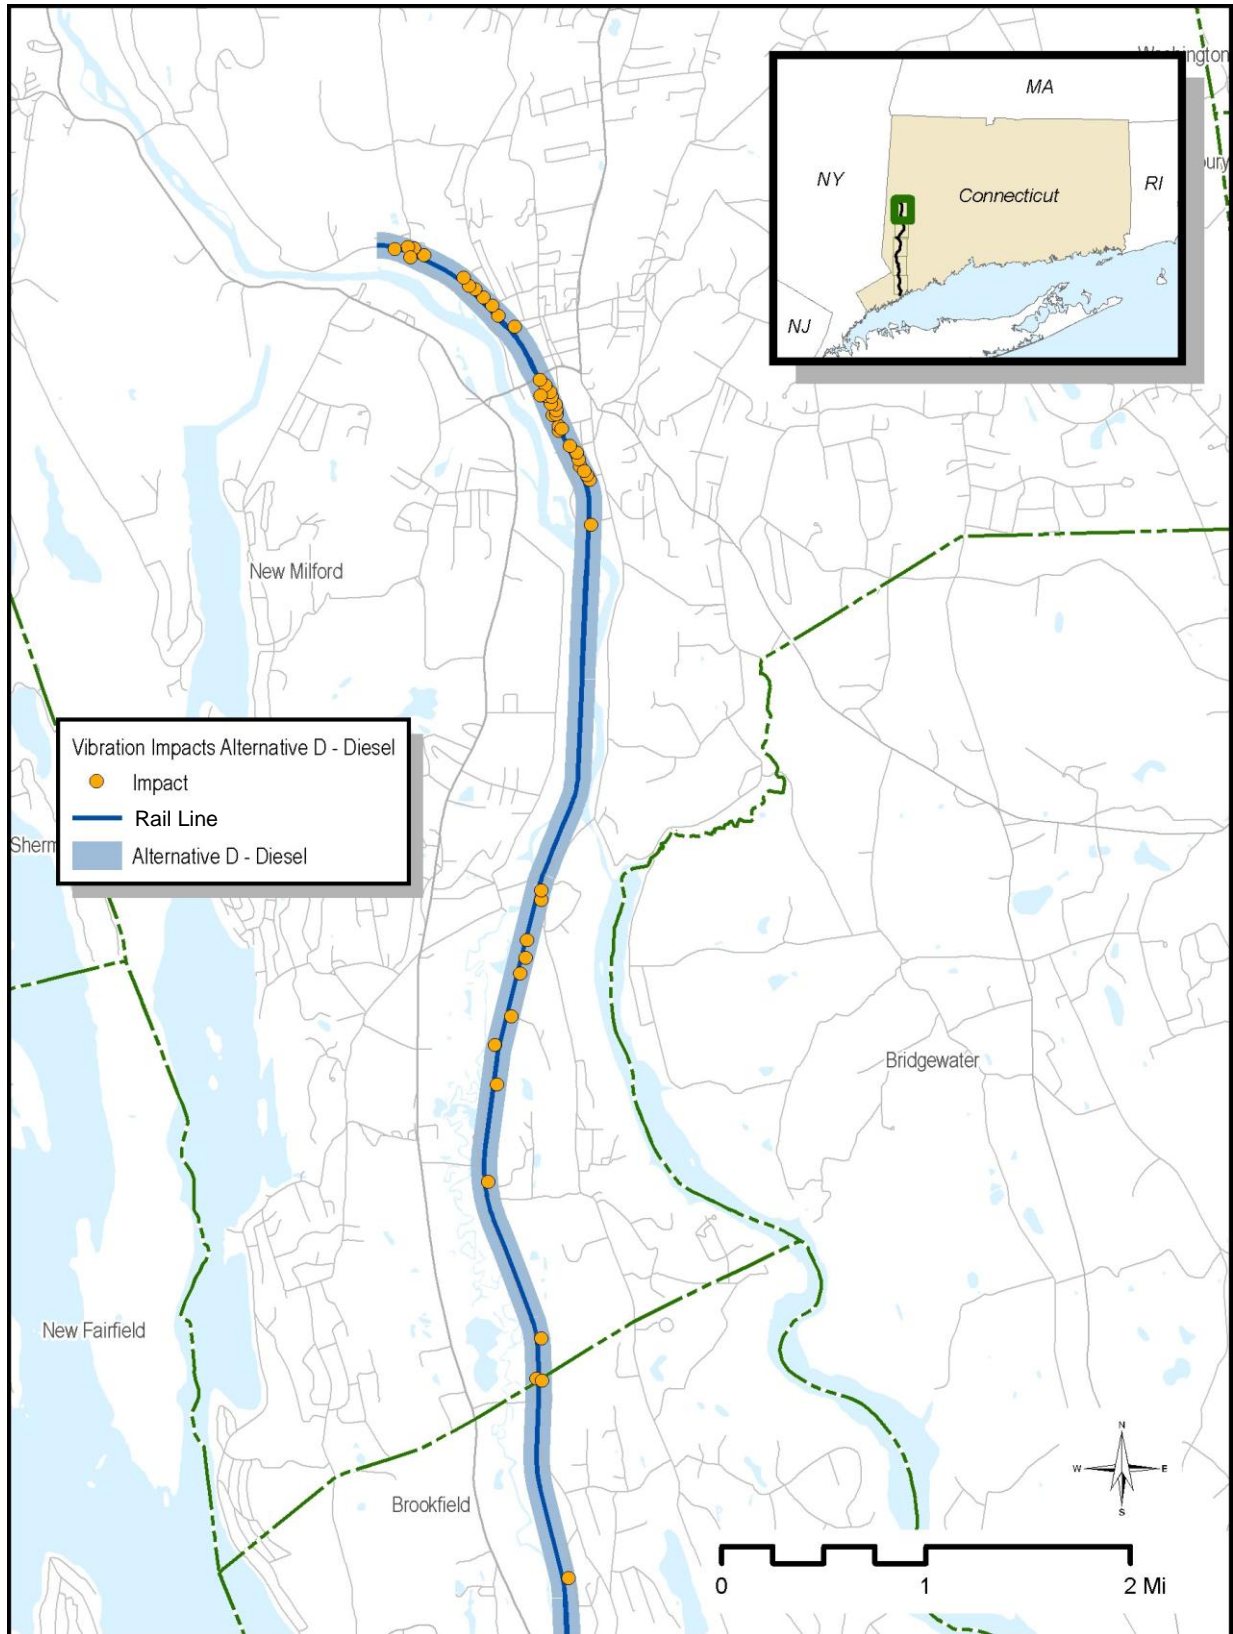 MA
NY
Connecticut
RI
NJ
New Milford
Vibration Impacts Alternative D - Diesel
Impact
Rail Line
Alternative D - Diesel
Bridgewater
New Fairfield
Brookfield
N
W
E
S
0
1
2 Mi